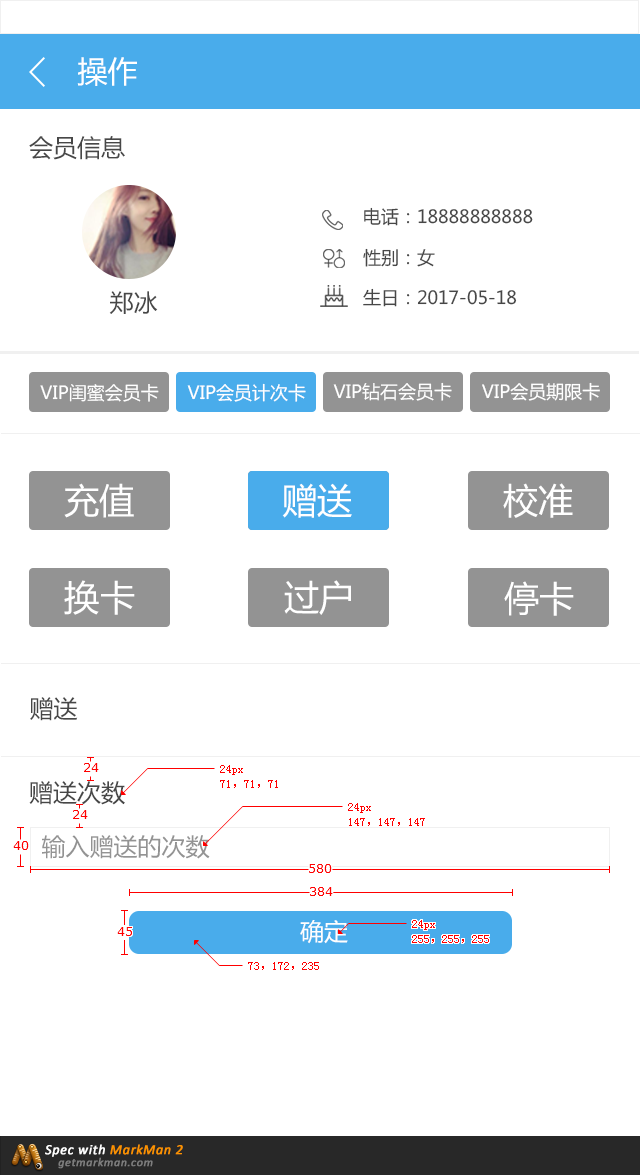 操作
会员信息
电话：18888888888
性别：女
郑冰
生日：2017-05-18
VIP闺蜜会员卡 VIP会员计次卡 VIP钻石会员卡 VIP会员期限卡
充值 赠送 校准
换卡 过户 停卡
赠送
24
24px
71, 71, 71
赠送次数
24
24px
147, 147, 147
40
输入赠送的次数
580
384
45
确定
24px
255, 255, 255
73, 172, 235
Spec with MarkMan 2
getmarkman.com